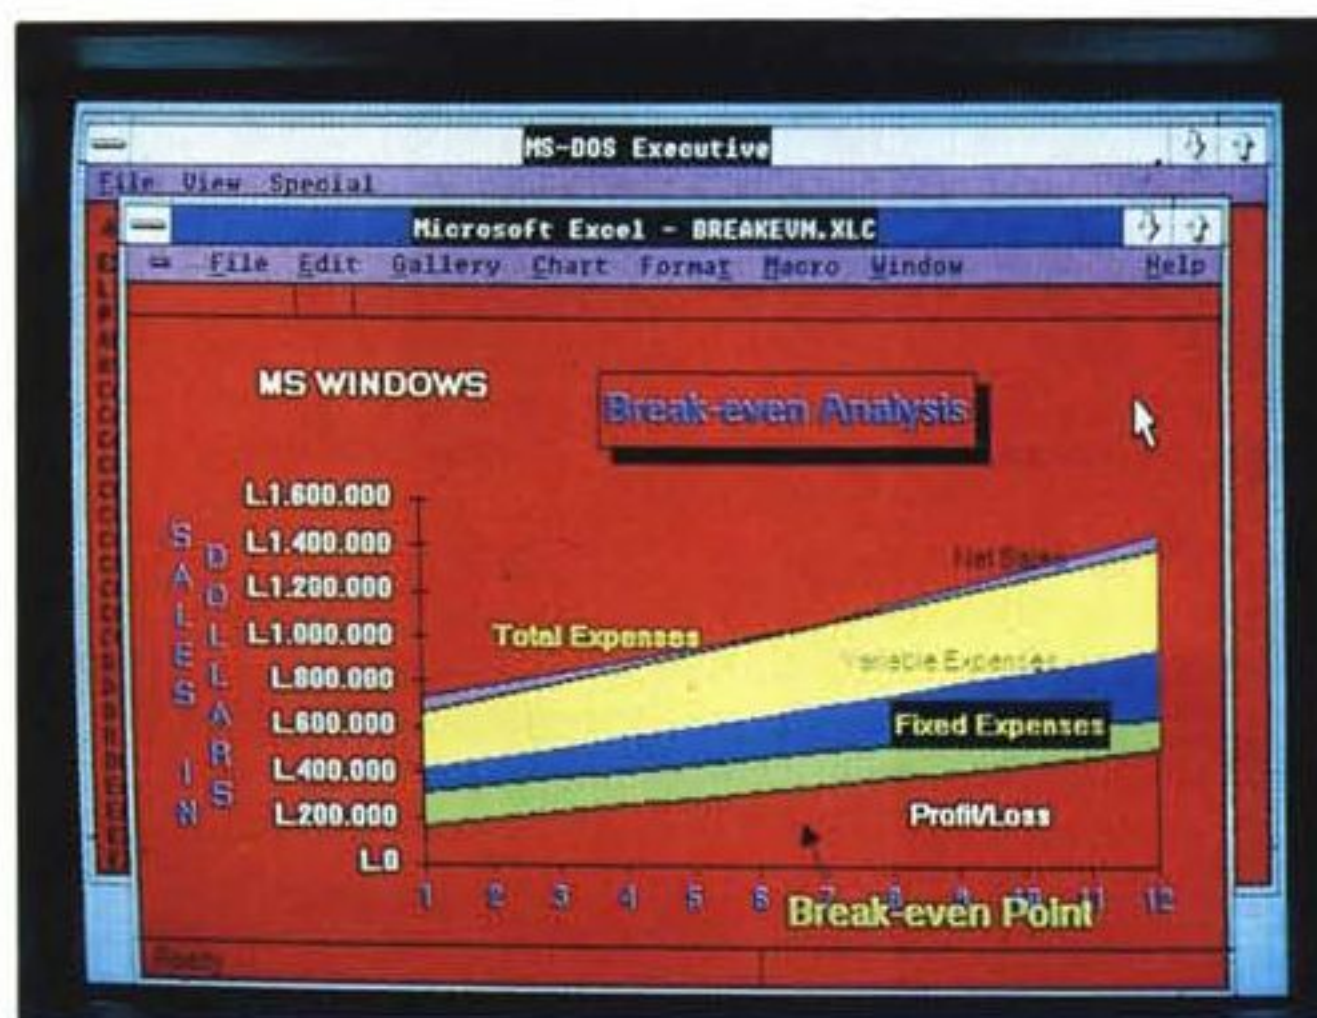 MS-DOS Executive
File View Special
Microsoft Excel - BREAKEVM.XLC
File Edit Gallery Chart Format Macro Window Help
MS WINDOWS
Break-even Analysis
SALES IN
DOLLARS
L.1.600.000
L.1.400.000
L.1.200.000
L.1.000.000
L.800.000
L.600.000
L.400.000
L.200.000
L.0
Net Sales
Total Expenses
Variable Expenses
Fixed Expenses
Profit/Loss
1 2 3 4 5 6 7 8 9 10 11 12
Break-even Point
Ready